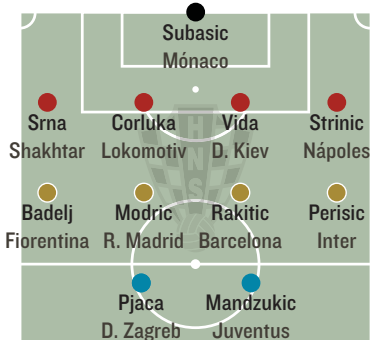 Subasic
Mónaco
Srna Corluka Vida Strinic
Shakhtar Lokomotiv D. Kiev Nápoles
HNS
Badelj Modric Rakitic Perisic
Fiorentina R. Madrid Barcelona Inter
Pjaca Mandzukic
D. Zagreb Juventus